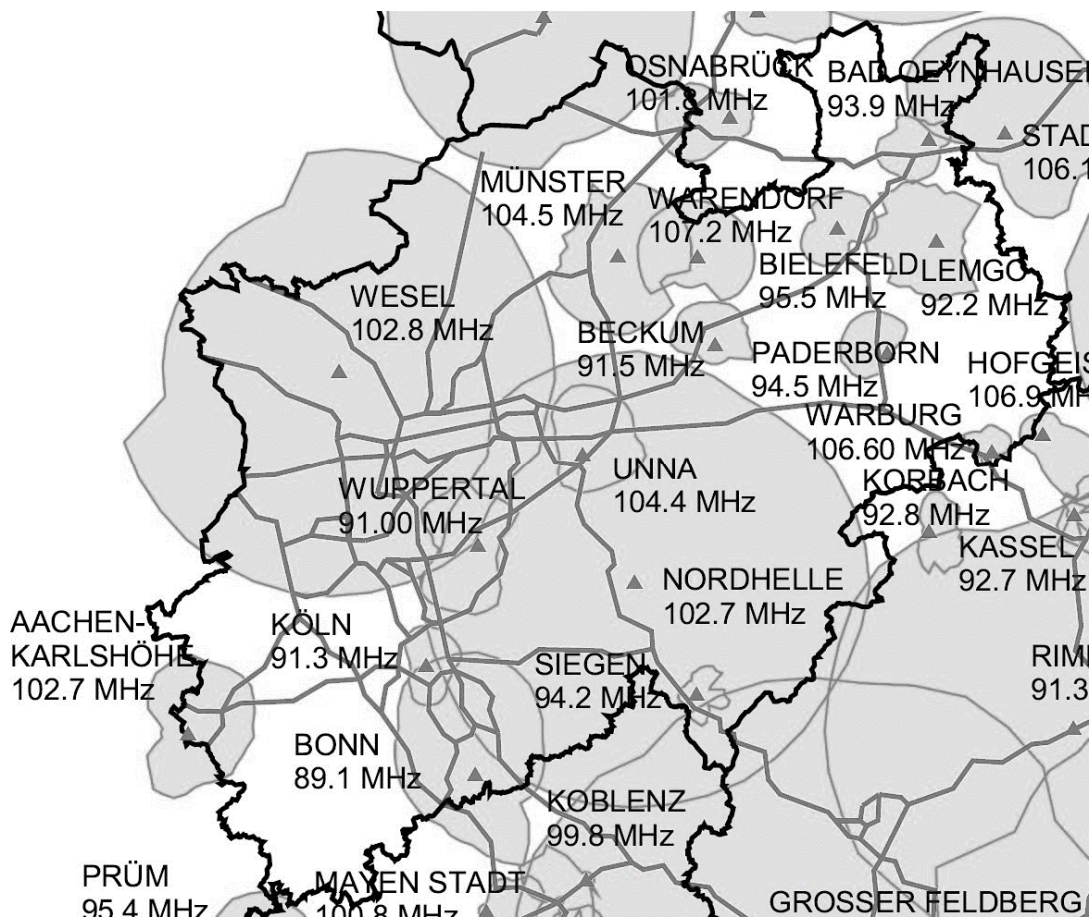 OSNABRÜCK
101.8 MHz
BAD OEYNHAUSE
93.9 MHz
STAD
106.1
MÜNSTER
104.5 MHz
WARENDORF
107.2 MHz
BIELEFELD
95.5 MHz
LEMGO
92.2 MHz
WESEL
102.8 MHz
BECKUM
91.5 MHz
PADERBORN
94.5 MHz
HOFGEIS
106.9 MH
WARBURG
106.60 MHz
UNNA
104.4 MHz
WUPPERTAL
91.00 MHz
KORBACH
92.8 MHz
KASSEL
92.7 MHz
NORDHELLE
102.7 MHz
AACHEN-
KARLSHÖHE
102.7 MHz
KÖLN
91.3 MHz
SIEGEN
94.2 MHz
RIM
91.3
BONN
89.1 MHz
KOBLENZ
99.8 MHz
PRÜM
95.4 MHz
MAYEN STADT
100.8 MHz
GROSSER FELDBERG